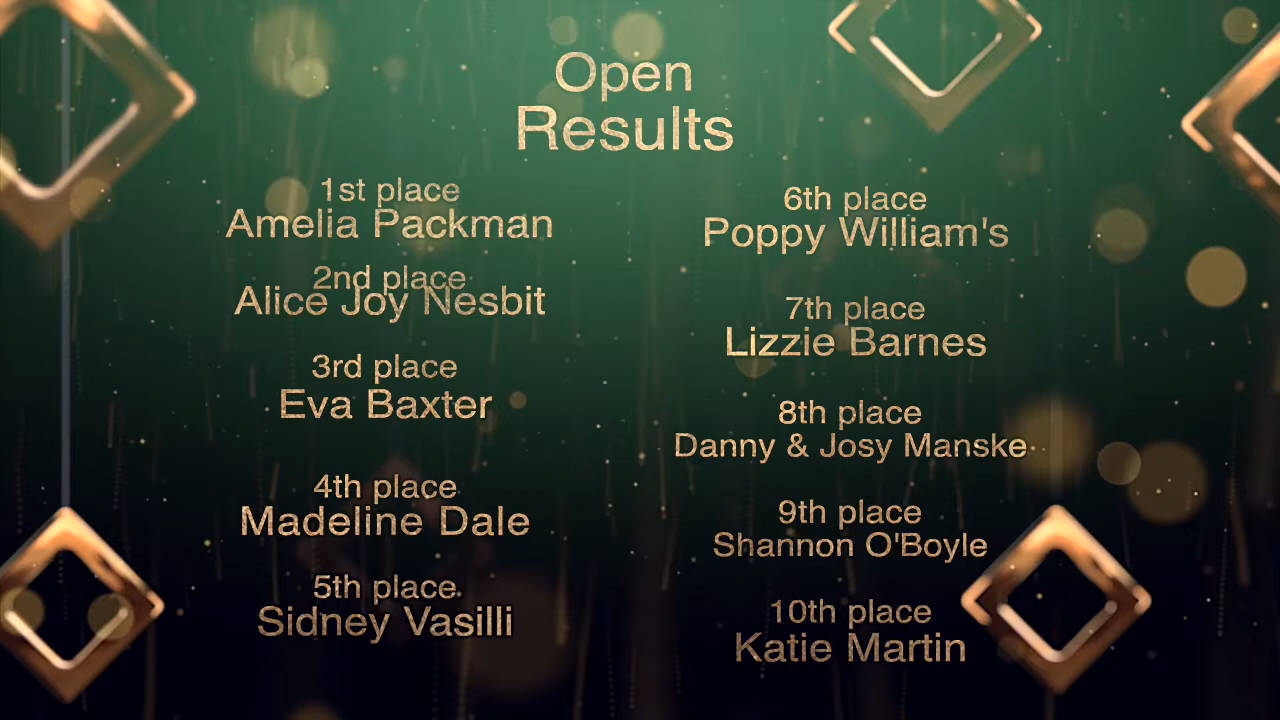 Open
Results
1st place
Amelia Packman
2nd place
Alice Joy Nesbit
3rd place
Eva Baxter
4th place
Madeline Dale
5th place
Sidney Vasilli
6th place
Poppy William's
7th place
Lizzie Barnes
8th place
Danny & Josy Manske
9th place
Shannon O'Boyle
10th place
Katie Martin